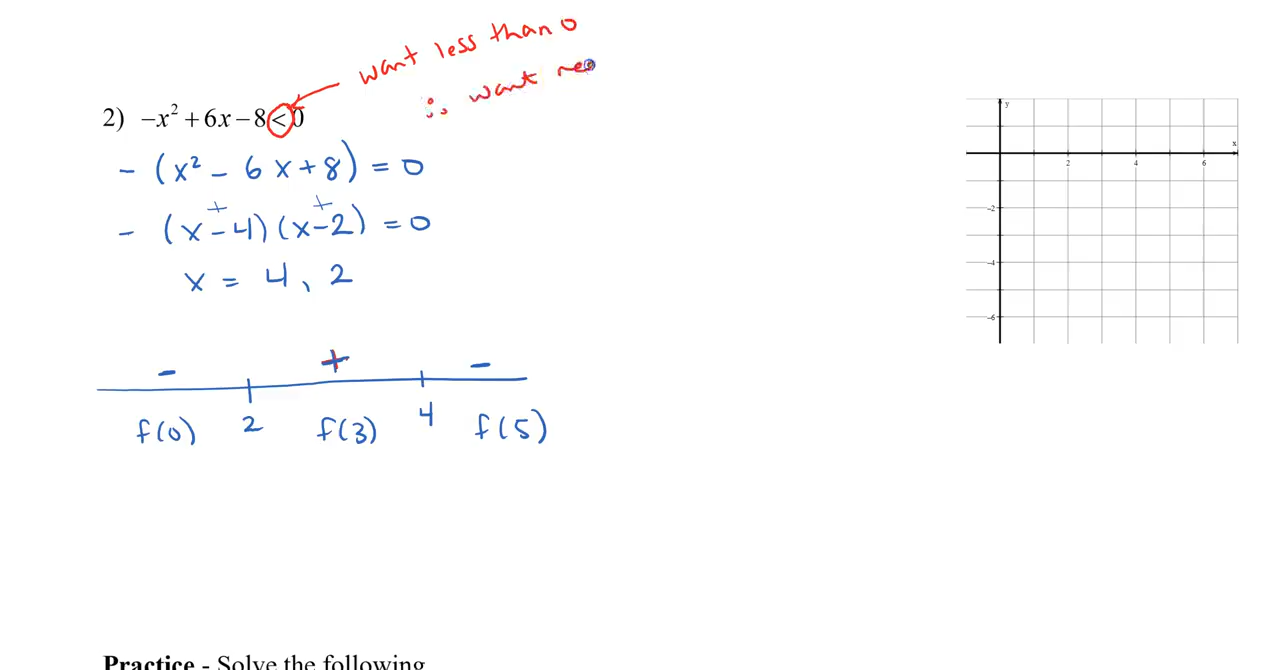 want less than 0
∴ want neg
2) −x² + 6x − 8 < 0
− (x² − 6x + 8) = 0
+ +
− (x − 4)(x − 2) = 0
x = 4, 2
− + −
2 4
f(0) f(3) f(5)
y
x
2 4 6
−2
−4
−6
Practice - Solve the following